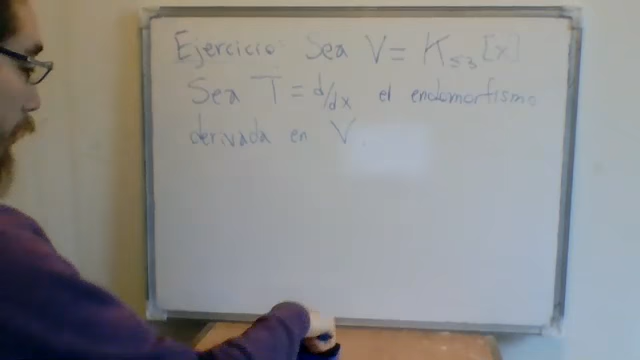 Ejercicio: Sea V = K≤3 [x]
Sea T = d/dx el endomorfismo
derivada en V.